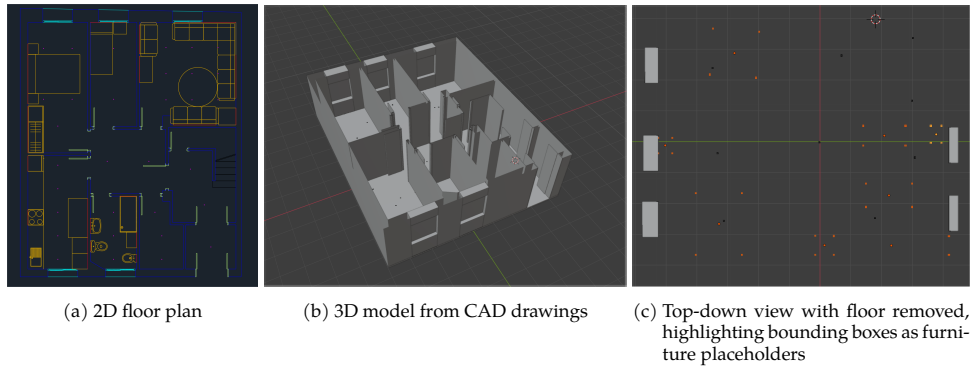 (a) 2D floor plan
(b) 3D model from CAD drawings
(c) Top-down view with floor removed,
highlighting bounding boxes as furni-
ture placeholders